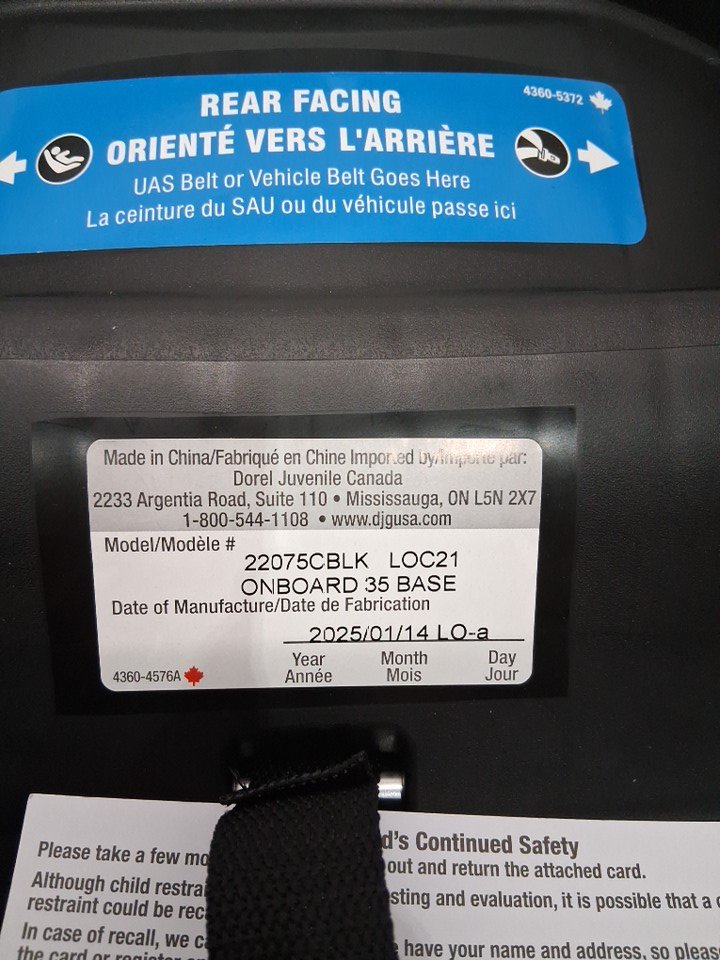 4360-5372
REAR FACING
ORIENTÉ VERS L'ARRIÈRE
UAS Belt or Vehicle Belt Goes Here
La ceinture du SAU ou du véhicule passe ici
Made in China/Fabriqué en Chine Imported by/Importé par:
Dorel Juvenile Canada
2233 Argentia Road, Suite 110 • Mississauga, ON L5N 2X7
1-800-544-1108 • www.djgusa.com
Model/Modèle #
22075CBLK LOC21
ONBOARD 35 BASE
Date of Manufacture/Date de Fabrication
2025/01/14 LO-a
Year Month Day
4360-4576A Année Mois Jour
d's Continued Safety
Please take a few mo out and return the attached card.
Although child restra sting and evaluation, it is possible that a
restraint could be rec
In case of recall, we c have your name and address, so please
the card or register